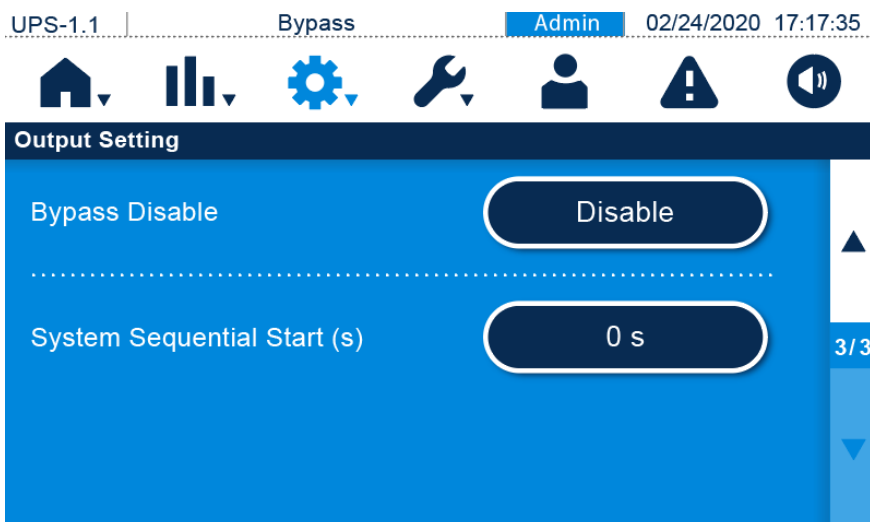 UPS-1.1 Bypass Admin 02/24/2020 17:17:35
Output Setting
Bypass Disable Disable
System Sequential Start (s) 0 s
3/3